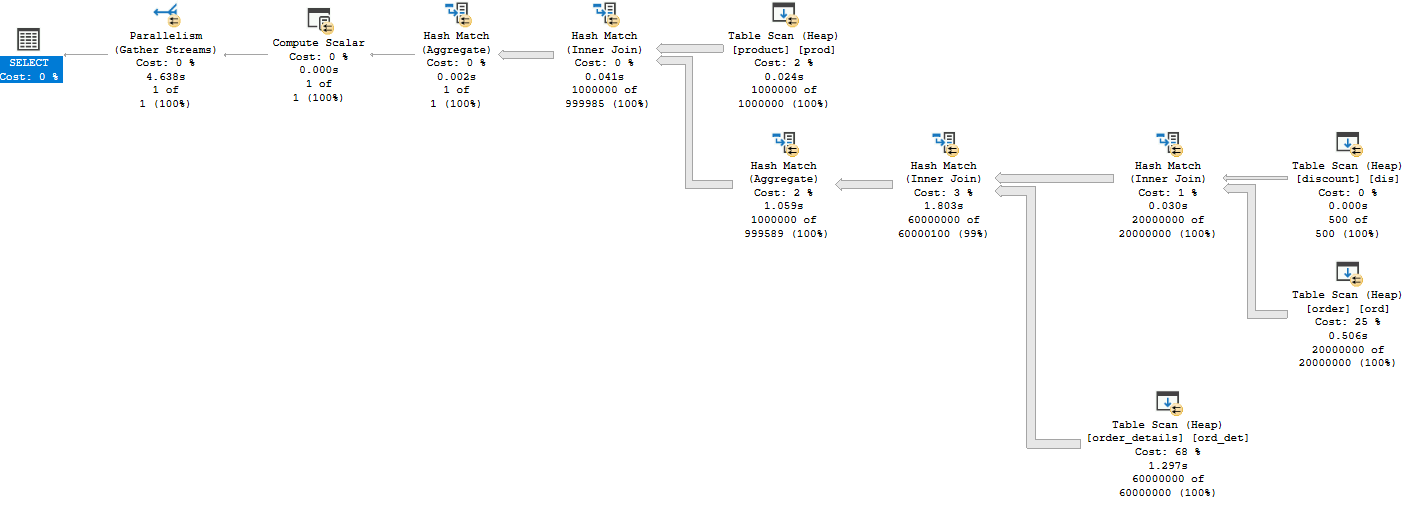 SELECT
Cost: 0 %
Parallelism
(Gather Streams)
Cost: 0 %
4.638s
1 of
1 (100%)
Compute Scalar
Cost: 0 %
0.000s
1 of
1 (100%)
Hash Match
(Aggregate)
Cost: 0 %
0.002s
1 of
1 (100%)
Hash Match
(Inner Join)
Cost: 0 %
0.041s
1000000 of
999985 (100%)
Table Scan (Heap)
[product] [prod]
Cost: 2 %
0.024s
1000000 of
1000000 (100%)
Hash Match
(Aggregate)
Cost: 2 %
1.059s
1000000 of
999589 (100%)
Hash Match
(Inner Join)
Cost: 3 %
1.803s
60000000 of
60000100 (99%)
Hash Match
(Inner Join)
Cost: 1 %
0.030s
20000000 of
20000000 (100%)
Table Scan (Heap)
[discount] [dis]
Cost: 0 %
0.000s
500 of
500 (100%)
Table Scan (Heap)
[order] [ord]
Cost: 25 %
0.506s
20000000 of
20000000 (100%)
Table Scan (Heap)
[order_details] [ord_det]
Cost: 68 %
1.297s
60000000 of
60000000 (100%)